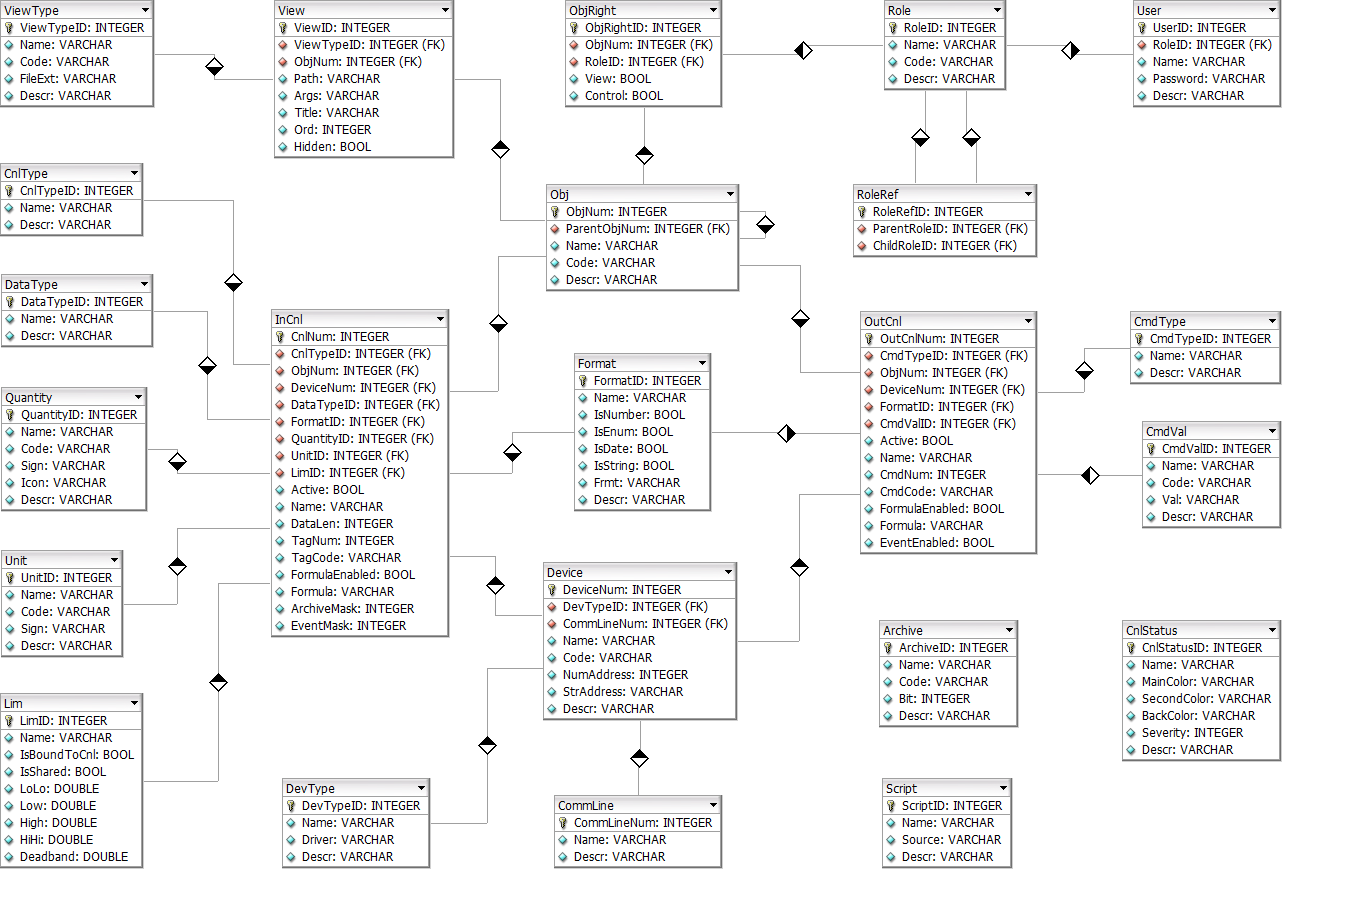 ViewType
ViewTypeID: INTEGER
Name: VARCHAR
Code: VARCHAR
FileExt: VARCHAR
Descr: VARCHAR
View
ViewID: INTEGER
ViewTypeID: INTEGER (FK)
ObjNum: INTEGER (FK)
Path: VARCHAR
Args: VARCHAR
Title: VARCHAR
Ord: INTEGER
Hidden: BOOL
ObjRight
ObjRightID: INTEGER
ObjNum: INTEGER (FK)
RoleID: INTEGER (FK)
View: BOOL
Control: BOOL
Role
RoleID: INTEGER
Name: VARCHAR
Code: VARCHAR
Descr: VARCHAR
User
UserID: INTEGER
RoleID: INTEGER (FK)
Name: VARCHAR
Password: VARCHAR
Descr: VARCHAR
CnlType
CnlTypeID: INTEGER
Name: VARCHAR
Descr: VARCHAR
Obj
ObjNum: INTEGER
ParentObjNum: INTEGER (FK)
Name: VARCHAR
Code: VARCHAR
Descr: VARCHAR
RoleRef
RoleRefID: INTEGER
ParentRoleID: INTEGER (FK)
ChildRoleID: INTEGER (FK)
DataType
DataTypeID: INTEGER
Name: VARCHAR
Descr: VARCHAR
InCnl
CnlNum: INTEGER
CnlTypeID: INTEGER (FK)
ObjNum: INTEGER (FK)
DeviceNum: INTEGER (FK)
DataTypeID: INTEGER (FK)
FormatID: INTEGER (FK)
QuantityID: INTEGER (FK)
UnitID: INTEGER (FK)
LimID: INTEGER (FK)
Active: BOOL
Name: VARCHAR
DataLen: INTEGER
TagNum: INTEGER
TagCode: VARCHAR
FormulaEnabled: BOOL
Formula: VARCHAR
ArchiveMask: INTEGER
EventMask: INTEGER
Format
FormatID: INTEGER
Name: VARCHAR
IsNumber: BOOL
IsEnum: BOOL
IsDate: BOOL
IsString: BOOL
Frmt: VARCHAR
Descr: VARCHAR
OutCnl
OutCnlNum: INTEGER
CmdTypeID: INTEGER (FK)
ObjNum: INTEGER (FK)
DeviceNum: INTEGER (FK)
FormatID: INTEGER (FK)
CmdValID: INTEGER (FK)
Active: BOOL
Name: VARCHAR
CmdNum: INTEGER
CmdCode: VARCHAR
FormulaEnabled: BOOL
Formula: VARCHAR
EventEnabled: BOOL
CmdType
CmdTypeID: INTEGER
Name: VARCHAR
Descr: VARCHAR
Quantity
QuantityID: INTEGER
Name: VARCHAR
Code: VARCHAR
Sign: VARCHAR
Icon: VARCHAR
Descr: VARCHAR
CmdVal
CmdValID: INTEGER
Name: VARCHAR
Code: VARCHAR
Val: VARCHAR
Descr: VARCHAR
Unit
UnitID: INTEGER
Name: VARCHAR
Code: VARCHAR
Sign: VARCHAR
Descr: VARCHAR
Device
DeviceNum: INTEGER
DevTypeID: INTEGER (FK)
CommLineNum: INTEGER (FK)
Name: VARCHAR
Code: VARCHAR
NumAddress: INTEGER
StrAddress: VARCHAR
Descr: VARCHAR
Archive
ArchiveID: INTEGER
Name: VARCHAR
Code: VARCHAR
Bit: INTEGER
Descr: VARCHAR
CnlStatus
CnlStatusID: INTEGER
Name: VARCHAR
MainColor: VARCHAR
SecondColor: VARCHAR
BackColor: VARCHAR
Severity: INTEGER
Descr: VARCHAR
Lim
LimID: INTEGER
Name: VARCHAR
IsBoundToCnl: BOOL
IsShared: BOOL
LoLo: DOUBLE
Low: DOUBLE
High: DOUBLE
HiHi: DOUBLE
Deadband: DOUBLE
DevType
DevTypeID: INTEGER
Name: VARCHAR
Driver: VARCHAR
Descr: VARCHAR
CommLine
CommLineNum: INTEGER
Name: VARCHAR
Descr: VARCHAR
Script
ScriptID: INTEGER
Name: VARCHAR
Source: VARCHAR
Descr: VARCHAR